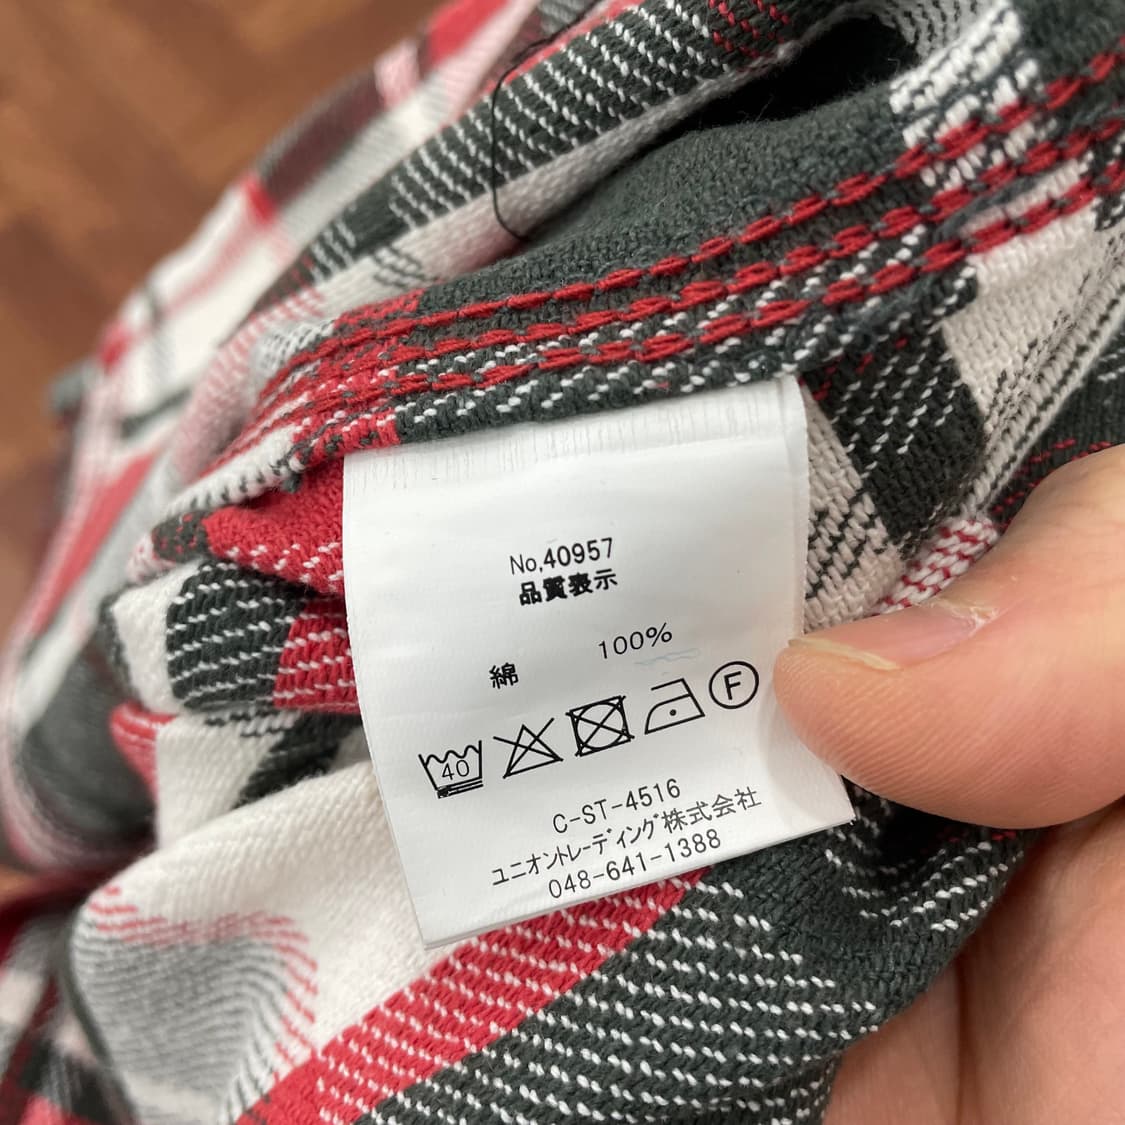 No,40957
品質表示
綿 100%
40 F
C-ST-4516
ユニオントレーディング株式会社
048-641-1388